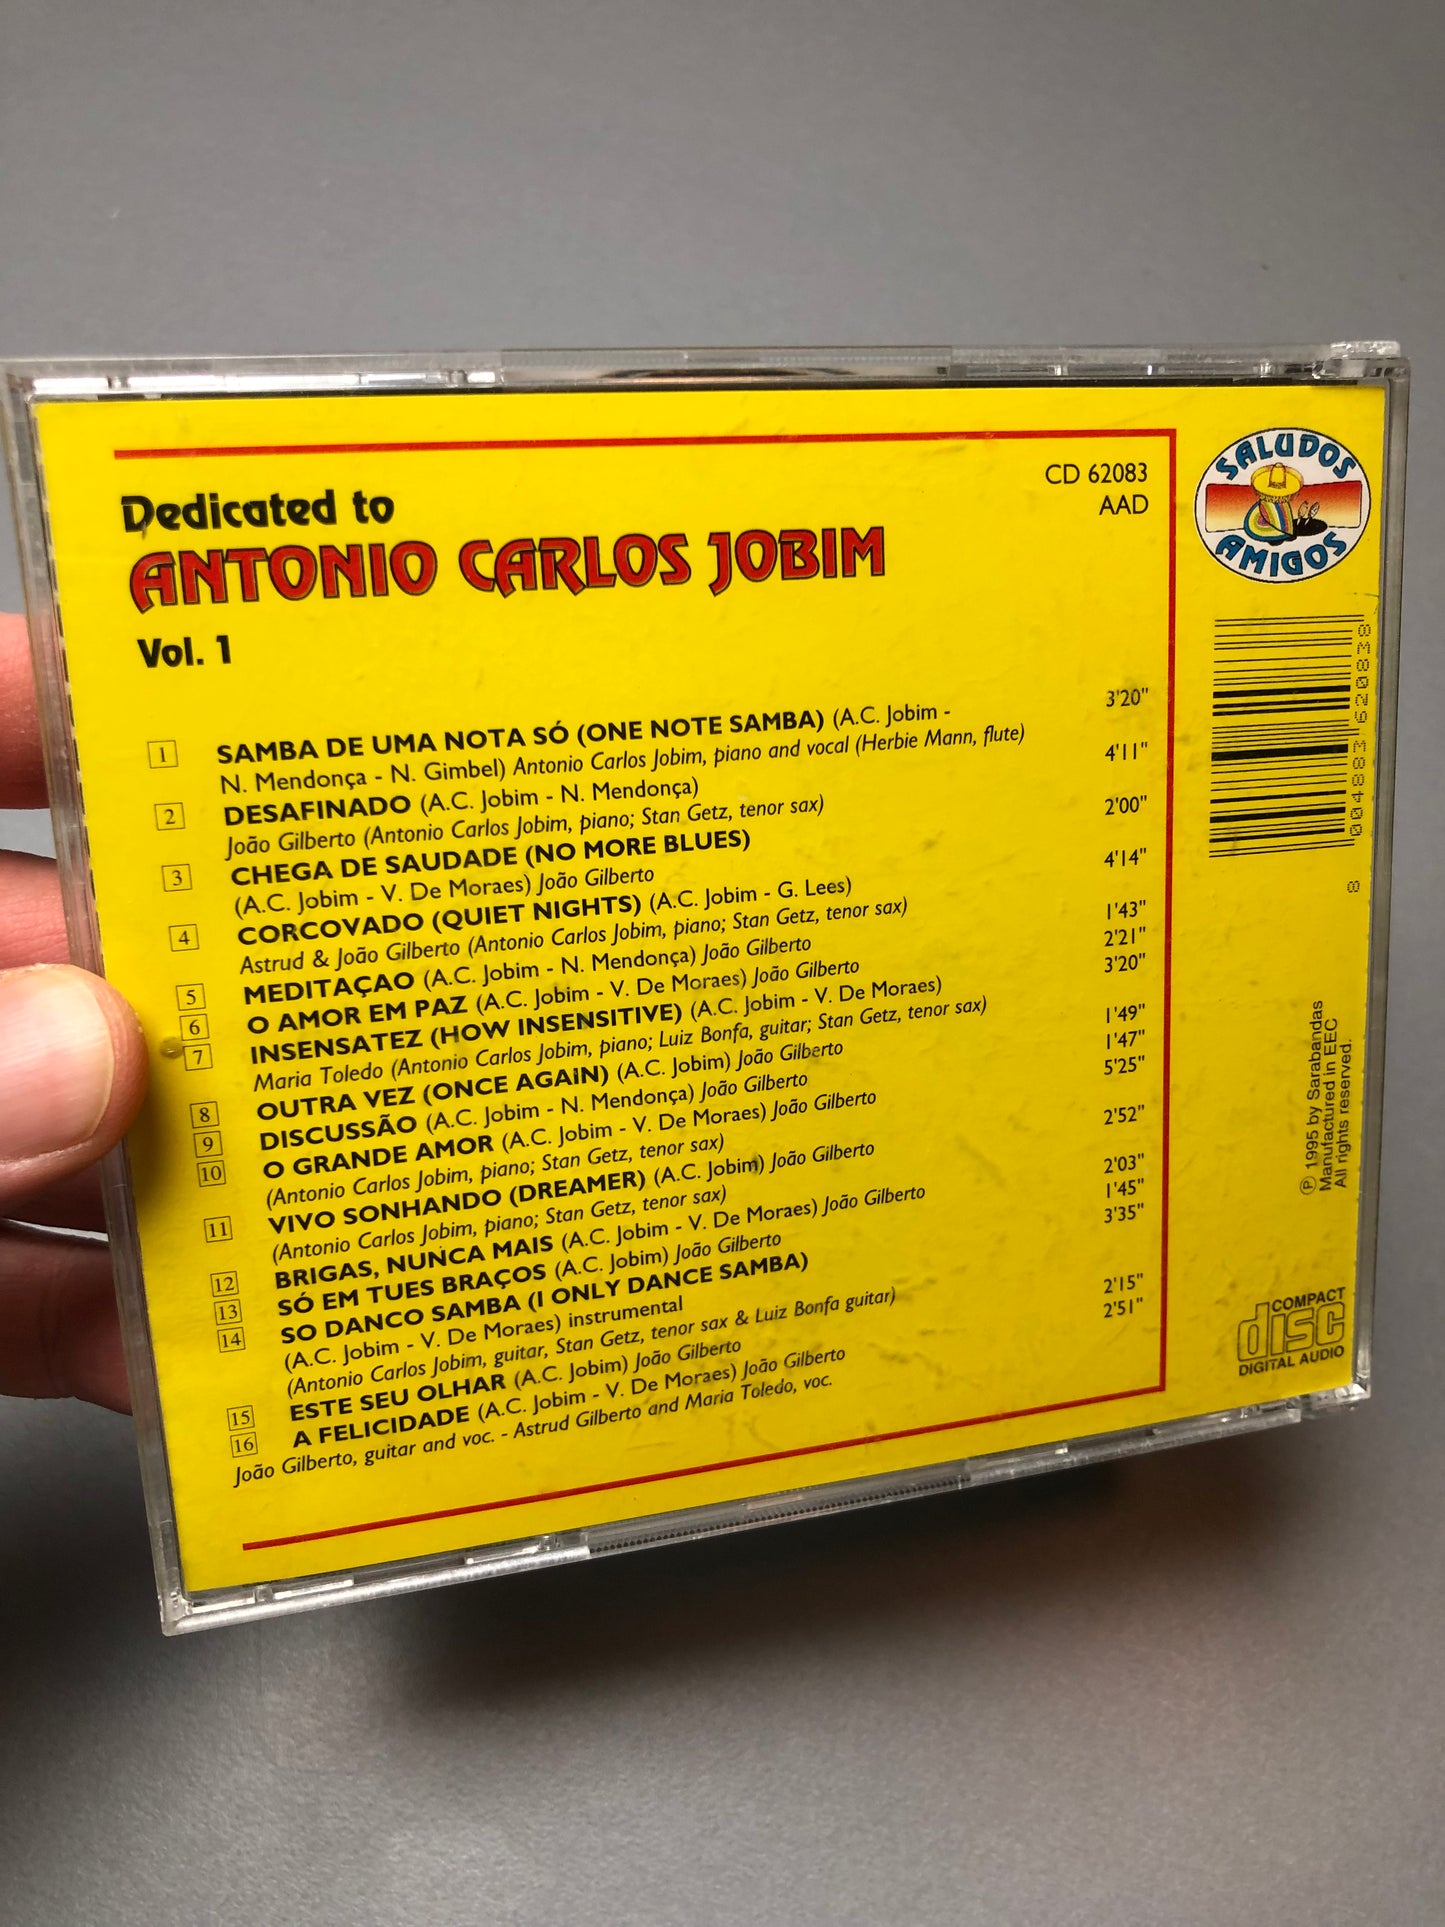 Dedicated to
ANTONIO CARLOS JOBIM
Vol. 1
CD 62083
AAD
1 SAMBA DE UMA NOTA SÓ (ONE NOTE SAMBA) (A.C. Jobim - 3'20"
N. Mendonça - N. Gimbel) Antonio Carlos Jobim, piano and vocal (Herbie Mann, flute)
2 DESAFINADO (A.C. Jobim - N. Mendonça) 4'11"
João Gilberto (Antonio Carlos Jobim, piano; Stan Getz, tenor sax)
3 CHEGA DE SAUDADE (NO MORE BLUES) 2'00"
(A.C. Jobim - V. De Moraes) João Gilberto
4 CORCOVADO (QUIET NIGHTS) (A.C. Jobim - G. Lees) 4'14"
Astrud & João Gilberto (Antonio Carlos Jobim, piano; Stan Getz, tenor sax)
5 MEDITAÇAO (A.C. Jobim - N. Mendonça) João Gilberto 1'43"
6 O AMOR EM PAZ (A.C. Jobim - V. De Moraes) João Gilberto 2'21"
7 INSENSATEZ (HOW INSENSITIVE) (A.C. Jobim - V. De Moraes) 3'20"
Maria Toledo (Antonio Carlos Jobim, piano; Luiz Bonfa, guitar; Stan Getz, tenor sax)
8 OUTRA VEZ (ONCE AGAIN) (A.C. Jobim) João Gilberto 1'49"
9 DISCUSSÃO (A.C. Jobim - N. Mendonça) João Gilberto 1'47"
10 O GRANDE AMOR (A.C. Jobim - V. De Moraes) João Gilberto 5'25"
(Antonio Carlos Jobim, piano; Stan Getz, tenor sax)
11 VIVO SONHANDO (DREAMER) (A.C. Jobim) João Gilberto 2'52"
(Antonio Carlos Jobim, piano; Stan Getz, tenor sax)
12 BRIGAS, NUNCA MAIS (A.C. Jobim - V. De Moraes) João Gilberto 2'03"
13 SÓ EM TUES BRAÇOS (A.C. Jobim) João Gilberto 1'45"
14 SO DANCO SAMBA (I ONLY DANCE SAMBA) 3'35"
(A.C. Jobim - V. De Moraes) instrumental
(Antonio Carlos Jobim, guitar, Stan Getz, tenor sax & Luiz Bonfa guitar)
15 ESTE SEU OLHAR (A.C. Jobim) João Gilberto 2'15"
16 A FELICIDADE (A.C. Jobim - V. De Moraes) João Gilberto 2'51"
João Gilberto, guitar and voc. - Astrud Gilberto and Maria Toledo, voc.
SALUDOS
AMIGOS
8 004883 620838
℗ 1995 by Sarabandas
Manufactured in EEC
All rights reserved.
COMPACT
disc
DIGITAL AUDIO